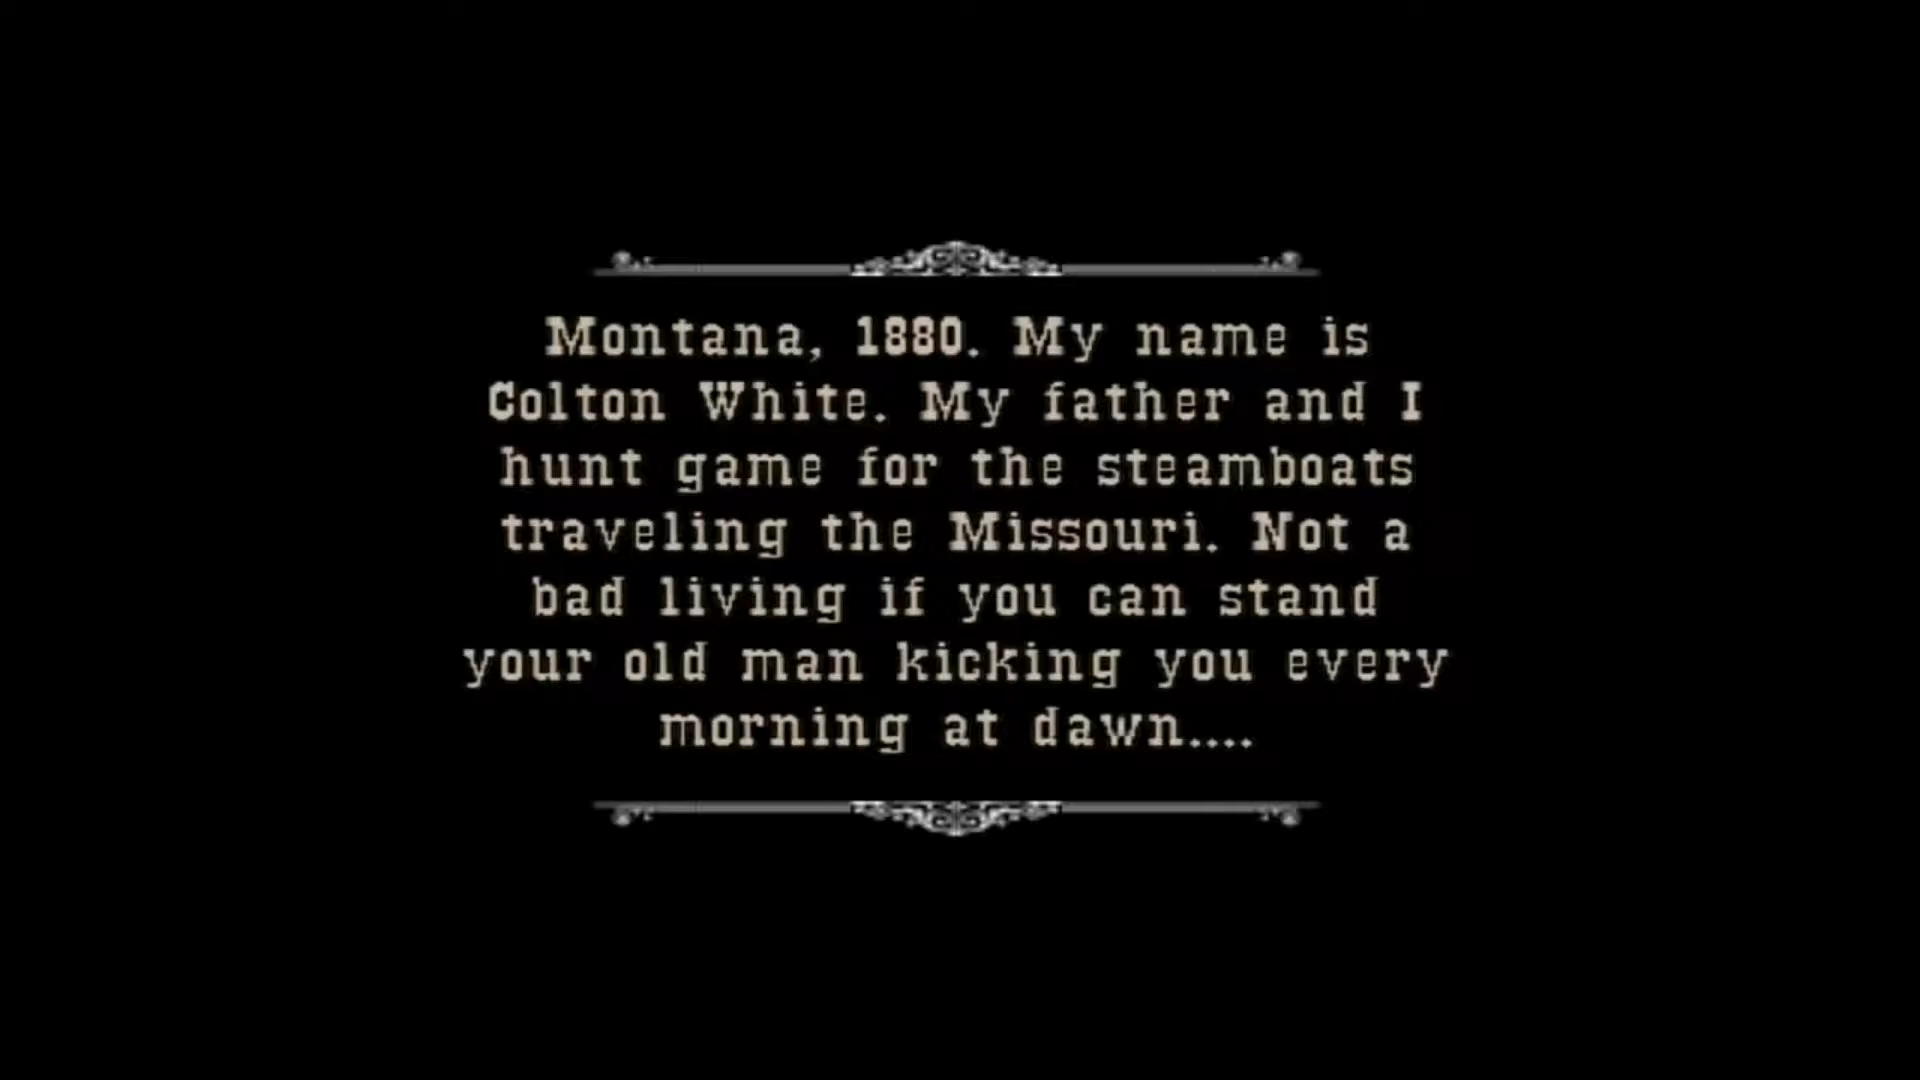 Montana, 1880. My name is
Colton White. My father and I
hunt game for the steamboats
traveling the Missouri. Not a
bad living if you can stand
your old man kicking you every
morning at dawn....